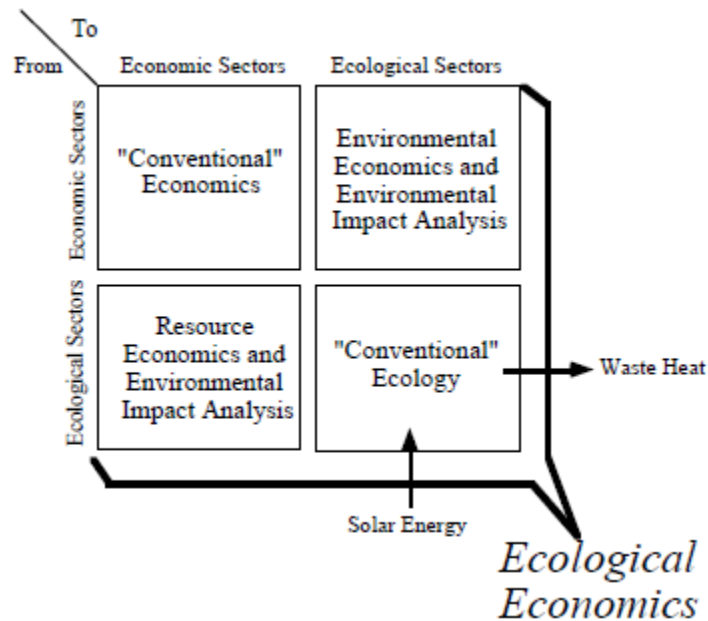 To
From
Economic Sectors
Ecological Sectors
Economic Sectors
"Conventional"
Economics
Environmental
Economics and
Environmental
Impact Analysis
Ecological Sectors
Resource
Economics and
Environmental
Impact Analysis
"Conventional"
Ecology
Waste Heat
Solar Energy
Ecological
Economics